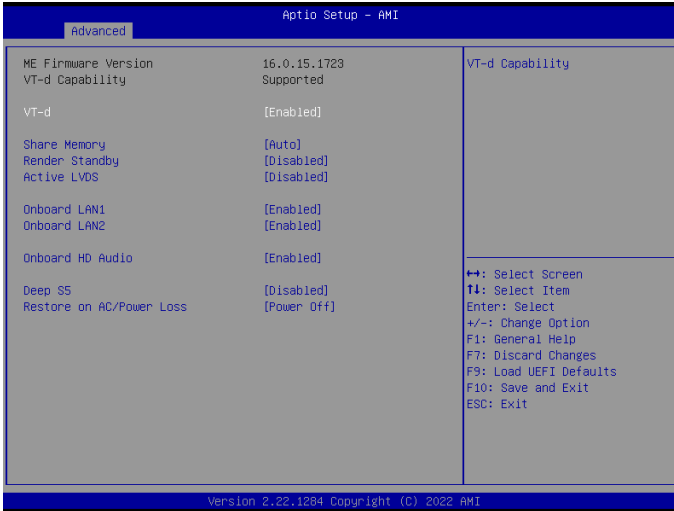 Aptio Setup – AMI
Advanced
ME Firmware Version 16.0.15.1723
VT-d Capability Supported
VT-d [Enabled]
Share Memory [Auto]
Render Standby [Disabled]
Active LVDS [Disabled]
Onboard LAN1 [Enabled]
Onboard LAN2 [Enabled]
Onboard HD Audio [Enabled]
Deep S5 [Disabled]
Restore on AC/Power Loss [Power Off]
VT-d Capability
↔: Select Screen
↑↓: Select Item
Enter: Select
+/-: Change Option
F1: General Help
F7: Discard Changes
F9: Load UEFI Defaults
F10: Save and Exit
ESC: Exit
Version 2.22.1284 Copyright (C) 2022 AMI